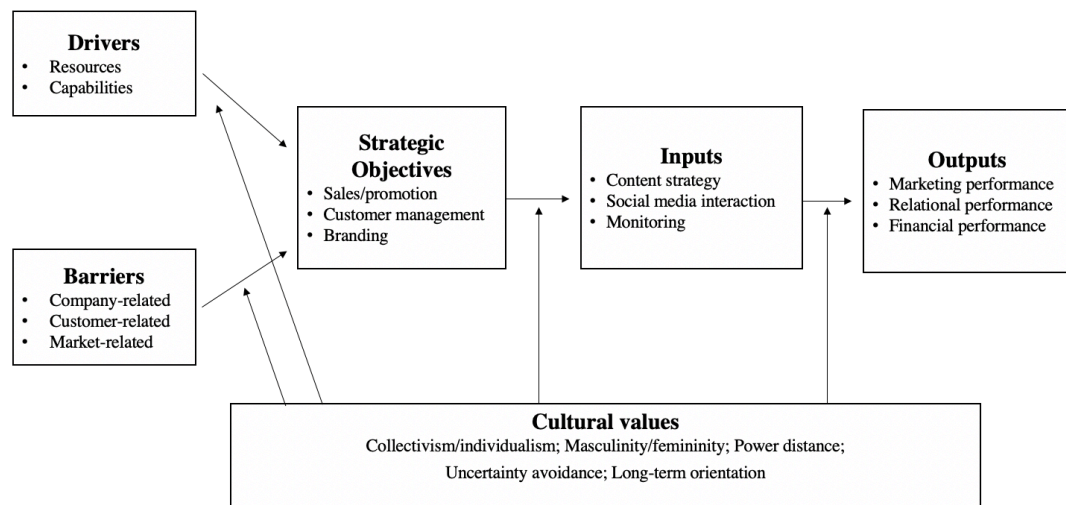 Drivers
• Resources
• Capabilities
Barriers
• Company-related
• Customer-related
• Market-related
Strategic
Objectives
• Sales/promotion
• Customer management
• Branding
Inputs
• Content strategy
• Social media interaction
• Monitoring
Outputs
• Marketing performance
• Relational performance
• Financial performance
Cultural values
Collectivism/individualism; Masculinity/femininity; Power distance;
Uncertainty avoidance; Long-term orientation